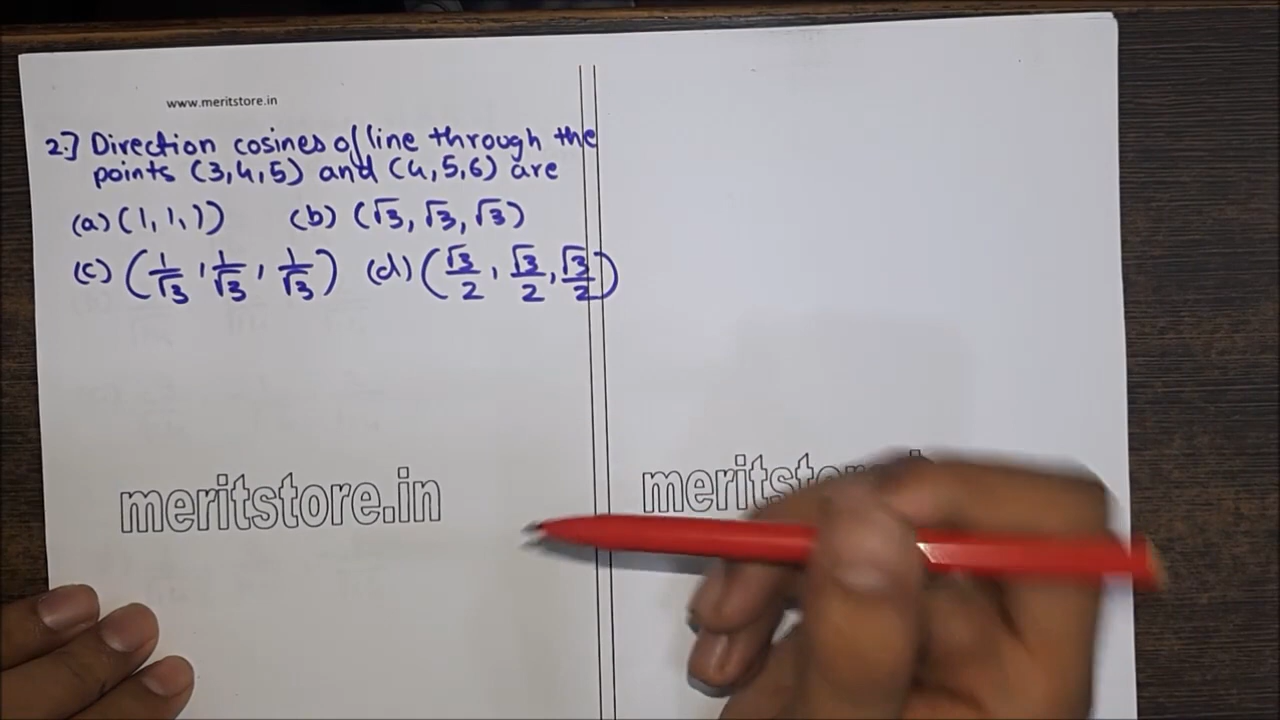 www.meritstore.in
2.] Direction cosines of line through the
points (3,4,5) and (4,5,6) are
(a) (1, 1, 1) (b) (√3, √3, √3)
(c) (1/√3, 1/√3, 1/√3) (d) (√3/2, √3/2, √3/2)
meritstore.in meritstore.in